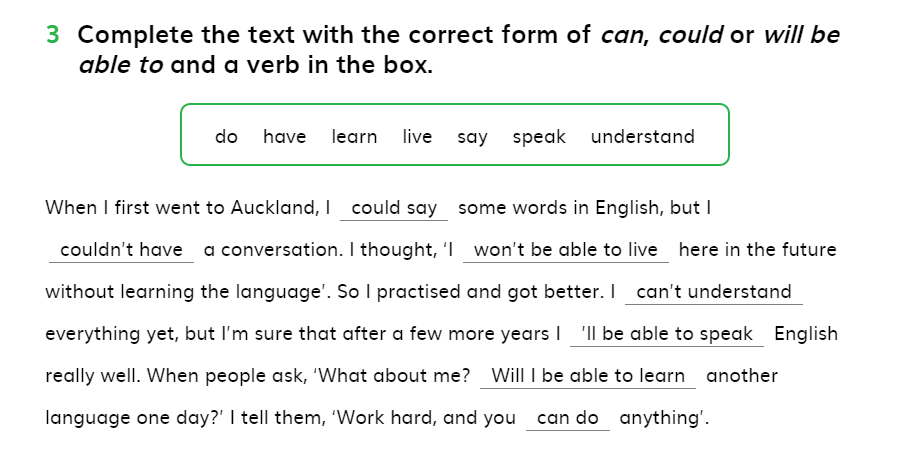 3 Complete the text with the correct form of can, could or will be
able to and a verb in the box.
do have learn live say speak understand
When I first went to Auckland, I could say some words in English, but I
couldn't have a conversation. I thought, 'I won't be able to live here in the future
without learning the language'. So I practised and got better. I can't understand
everything yet, but I'm sure that after a few more years I 'll be able to speak English
really well. When people ask, 'What about me? Will I be able to learn another
language one day?' I tell them, 'Work hard, and you can do anything'.